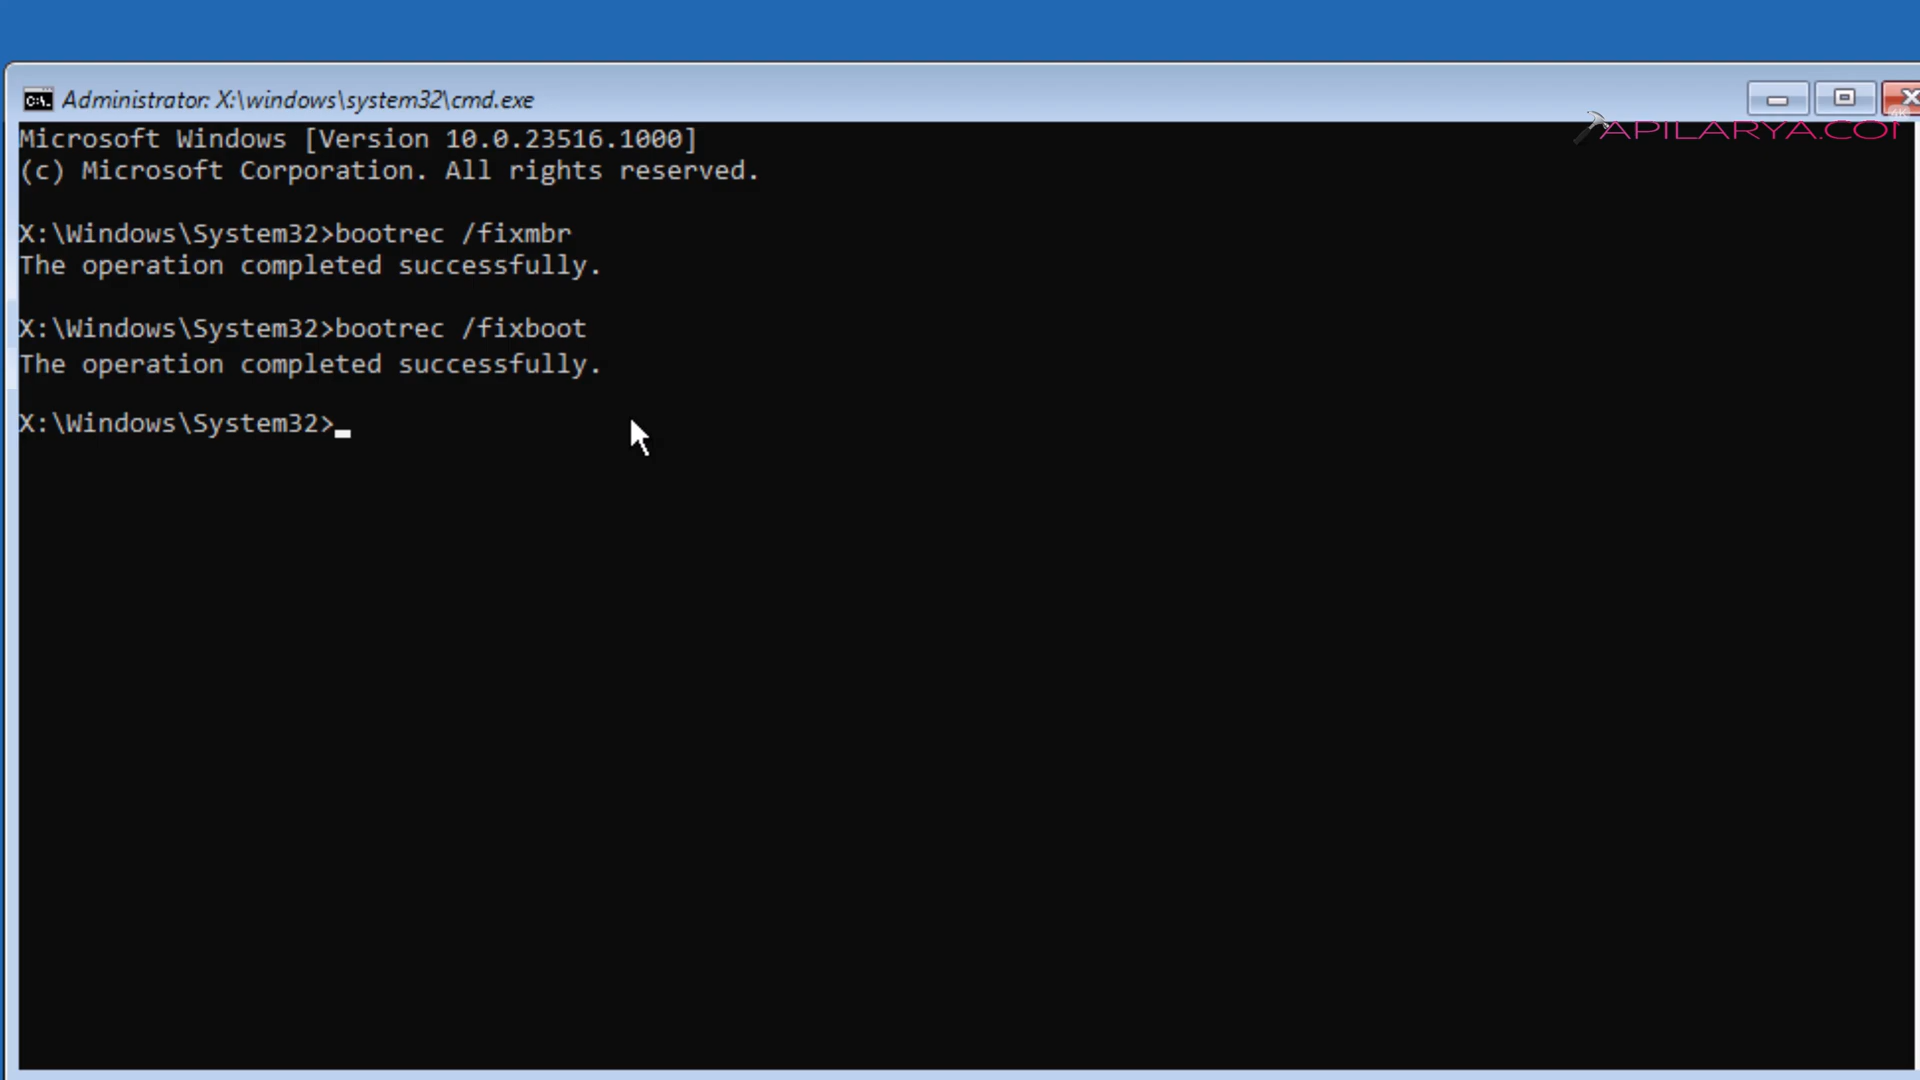 Administrator: X:\windows\system32\cmd.exe
APILARYA.COM
Microsoft Windows [Version 10.0.23516.1000]
(c) Microsoft Corporation. All rights reserved.
X:\Windows\System32>bootrec /fixmbr
The operation completed successfully.
X:\Windows\System32>bootrec /fixboot
The operation completed successfully.
X:\Windows\System32>